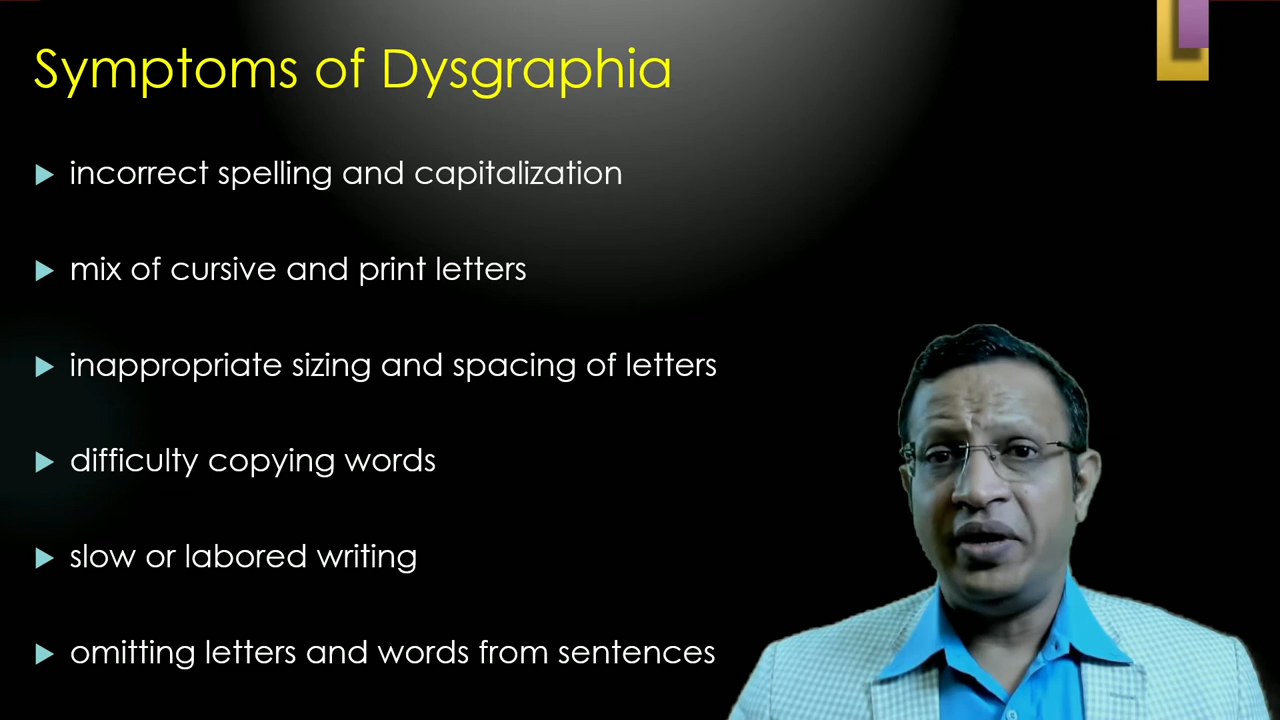 Symptoms of Dysgraphia
incorrect spelling and capitalization
mix of cursive and print letters
inappropriate sizing and spacing of letters
difficulty copying words
slow or labored writing
omitting letters and words from sentences